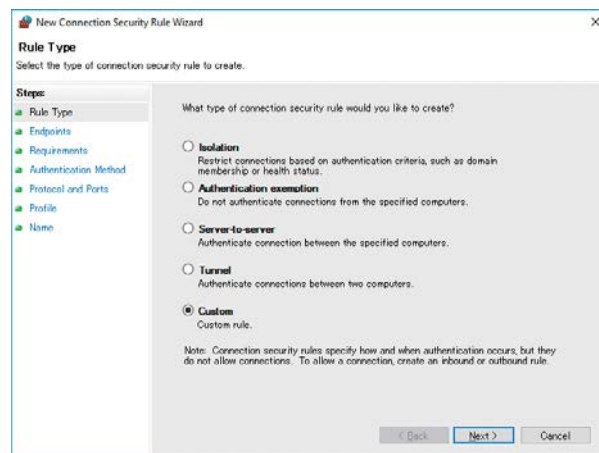 New Connection Security Rule Wizard
Rule Type
Select the type of connection security rule to create.
Steps:
Rule Type
Endpoints
Requirements
Authentication Method
Protocol and Ports
Profile
Name
What type of connection security rule would you like to create?
Isolation
Restrict connections based on authentication criteria, such as domain
membership or health status.
Authentication exemption
Do not authenticate connections from the specified computers.
Server-to-server
Authenticate connection between the specified computers.
Tunnel
Authenticate connections between two computers.
Custom
Custom rule.
Note: Connection security rules specify how and when authentication occurs, but they
do not allow connections. To allow a connection, create an inbound or outbound rule.
< Back Next > Cancel